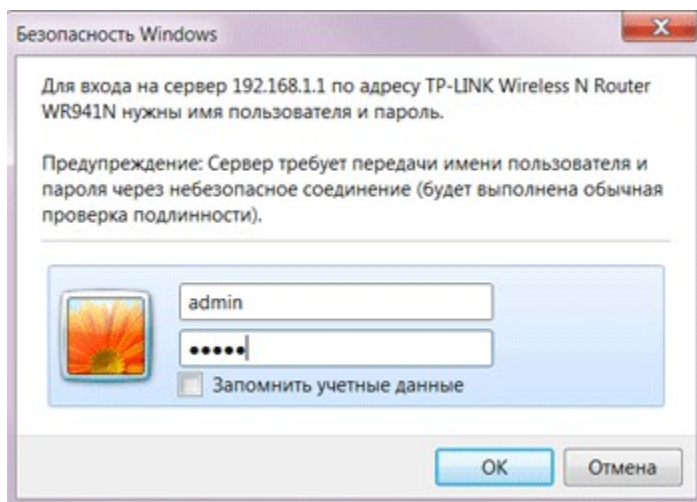 Безопасность Windows
Для входа на сервер 192.168.1.1 по адресу TP-LINK Wireless N Router
WR941N нужны имя пользователя и пароль.
Предупреждение: Сервер требует передачи имени пользователя и
пароля через небезопасное соединение (будет выполнена обычная
проверка подлинности).
admin
•••••
Запомнить учетные данные
OK
Отмена